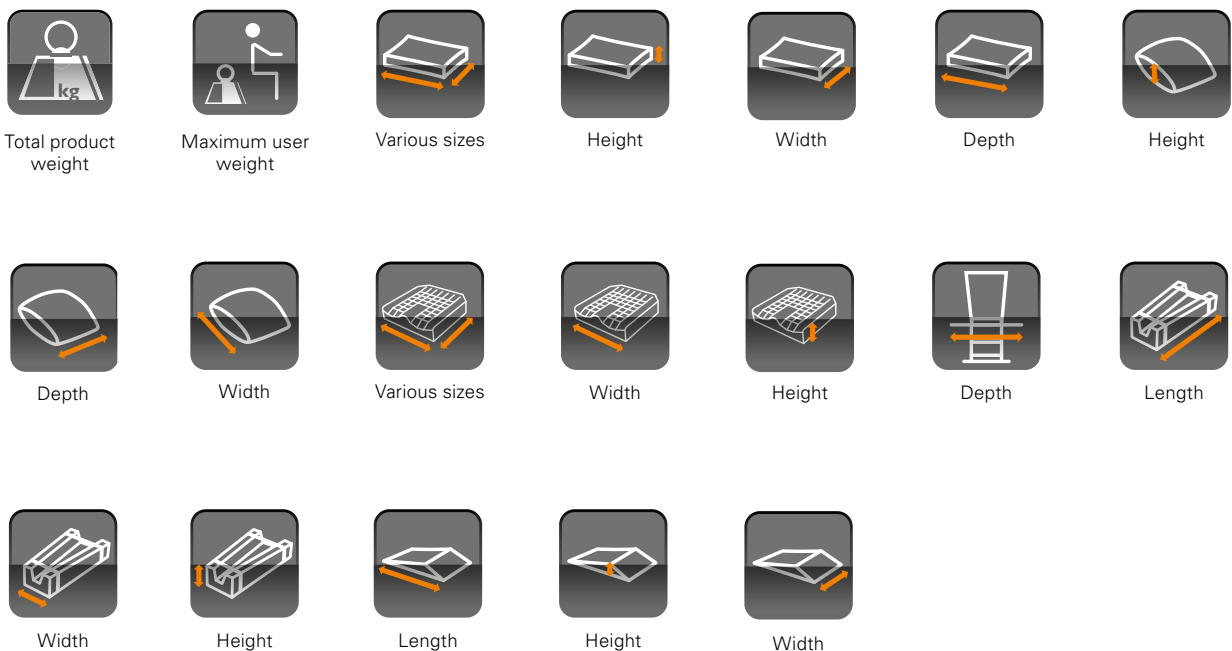 kg
Total product
weight
Maximum user
weight
Various sizes
Height
Width
Depth
Height
Depth
Width
Various sizes
Width
Height
Depth
Length
Width
Height
Length
Height
Width